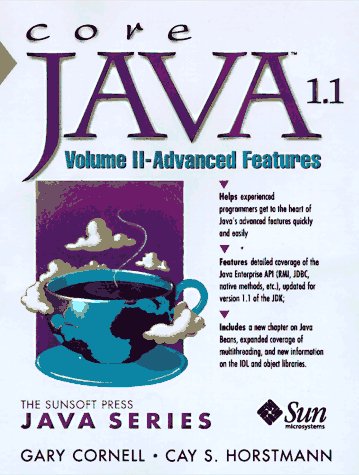 core
JAVA™ 1.1
Volume II-Advanced Features
Helps experienced
programmers get to the heart of
Java's advanced features quickly
and easily
Features detailed coverage of the
Java Enterprise API (RMI, JDBC,
native methods, etc.), updated for
version 1.1 of the JDK;
Includes a new chapter on Java
Beans, expanded coverage of
multithreading, and new information
on the IDL and object libraries.
THE SUNSOFT PRESS
JAVA SERIES
Sun
microsystems
GARY CORNELL • CAY S. HORSTMANN